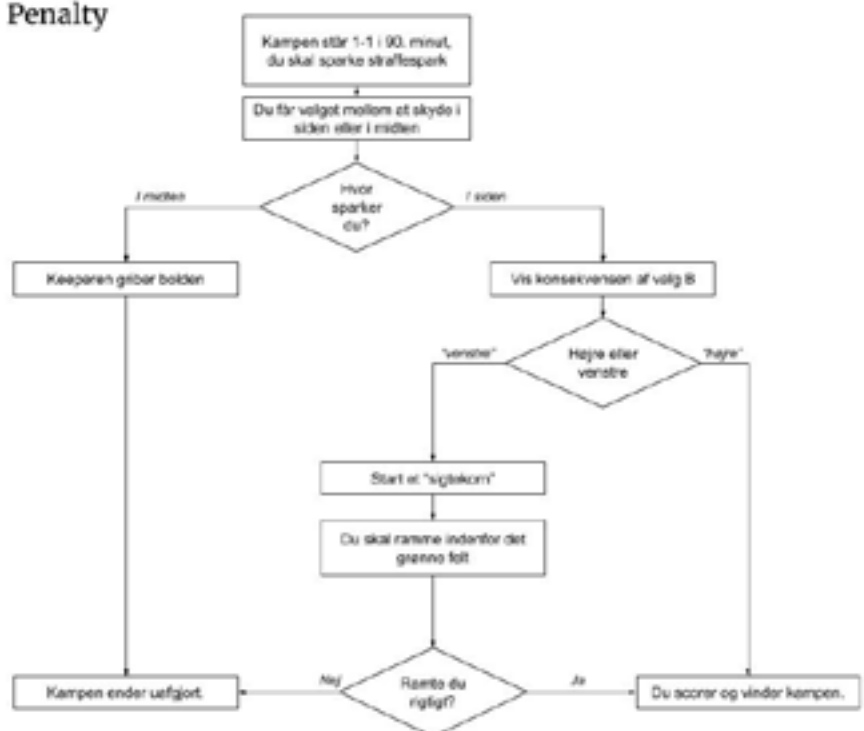 Penalty
Kampen står 1-1 i 90. minut,
du skal sparke straffespark
Du får valget mellem at skyde i
siden eller i midten
Hvor
sparker
du?
I midten
I siden
Keeperen griber bolden
Vis konsekvensen af valg B
Højre eller
venstre
"venstre"
"højre"
Start et "sigtekorn"
Du skal ramme indenfor det
grønne felt
Ramte du
rigtigt?
Nej
Ja
Kampen ender uafgjort.
Du scorer og vinder kampen.